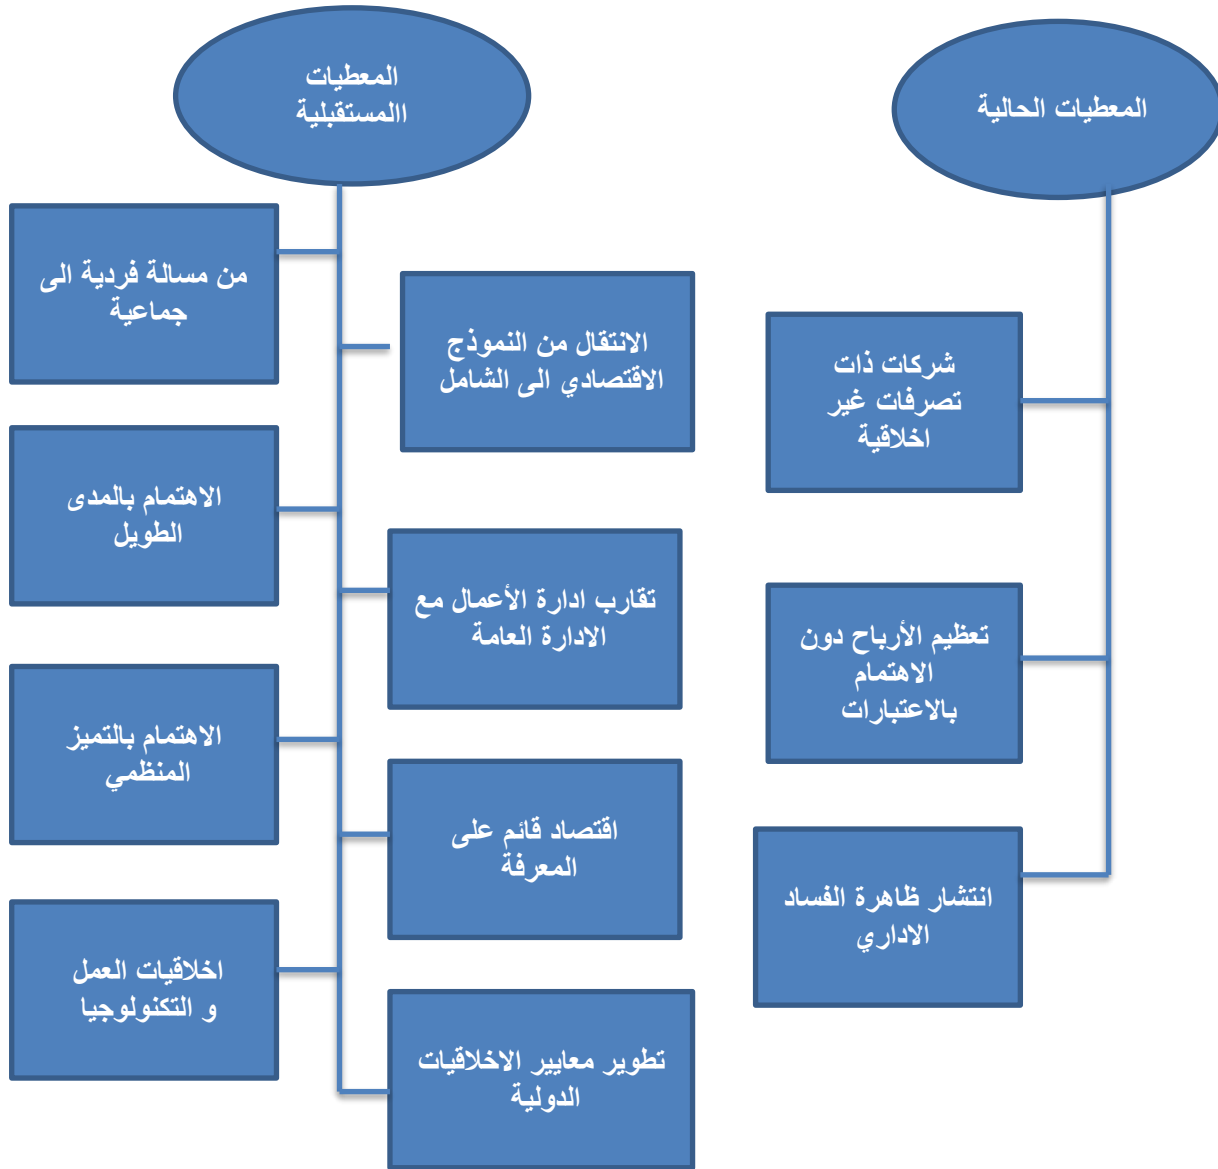 المعطيات الحالية
شركات ذات
تصرفات غير
اخلاقية
تعظيم الأرباح دون
الاهتمام
بالاعتبارات
انتشار ظاهرة الفساد
الاداري
المعطيات
االمستقبلية
من مسالة فردية الى
جماعية
الانتقال من النموذج
الاقتصادي الى الشامل
الاهتمام بالمدى
الطويل
تقارب ادارة الأعمال مع
الادارة العامة
الاهتمام بالتميز
المنظمي
اقتصاد قائم على
المعرفة
اخلاقيات العمل
و التكنولوجيا
تطوير معايير الاخلاقيات
الدولية